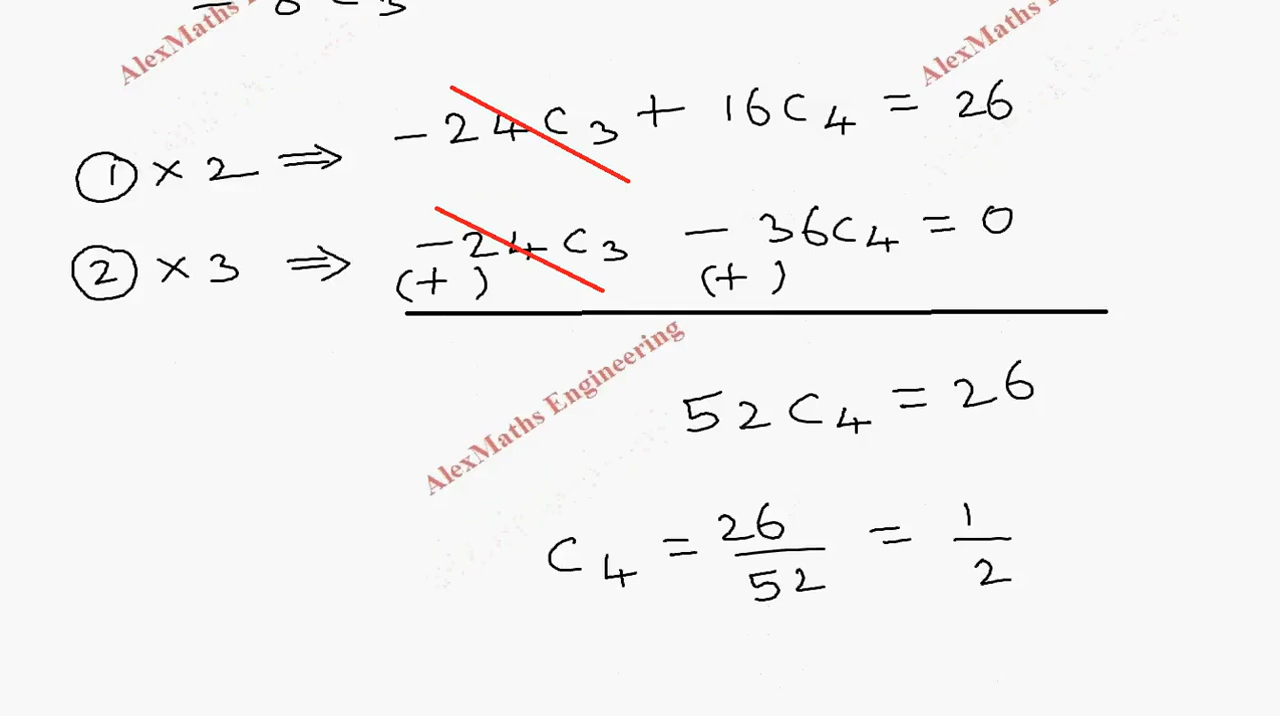 AlexMaths
AlexMaths
① × 2 ⇒ - 24C₃ + 16C₄ = 26
② × 3 ⇒ - 24C₃ - 36C₄ = 0
(+ ) (+ )
AlexMaths Engineering
52C₄ = 26
C₄ = 26/52 = 1/2